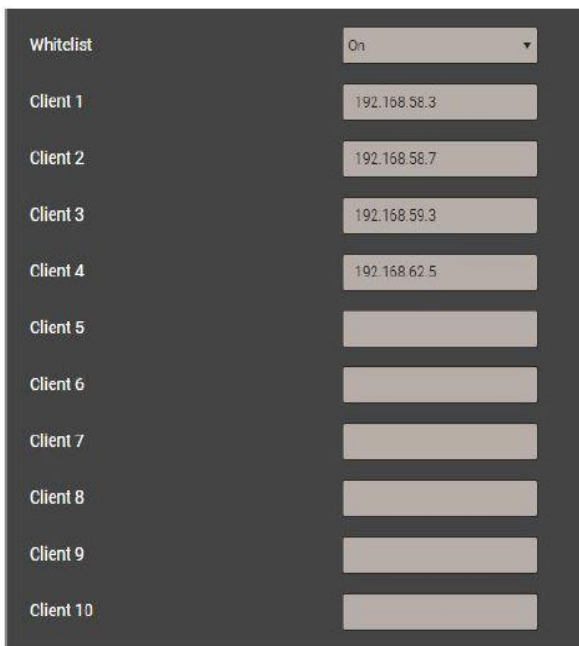 Whitelist On
Client 1 192.168.58.3
Client 2 192.168.58.7
Client 3 192.168.59.3
Client 4 192.168.62.5
Client 5
Client 6
Client 7
Client 8
Client 9
Client 10